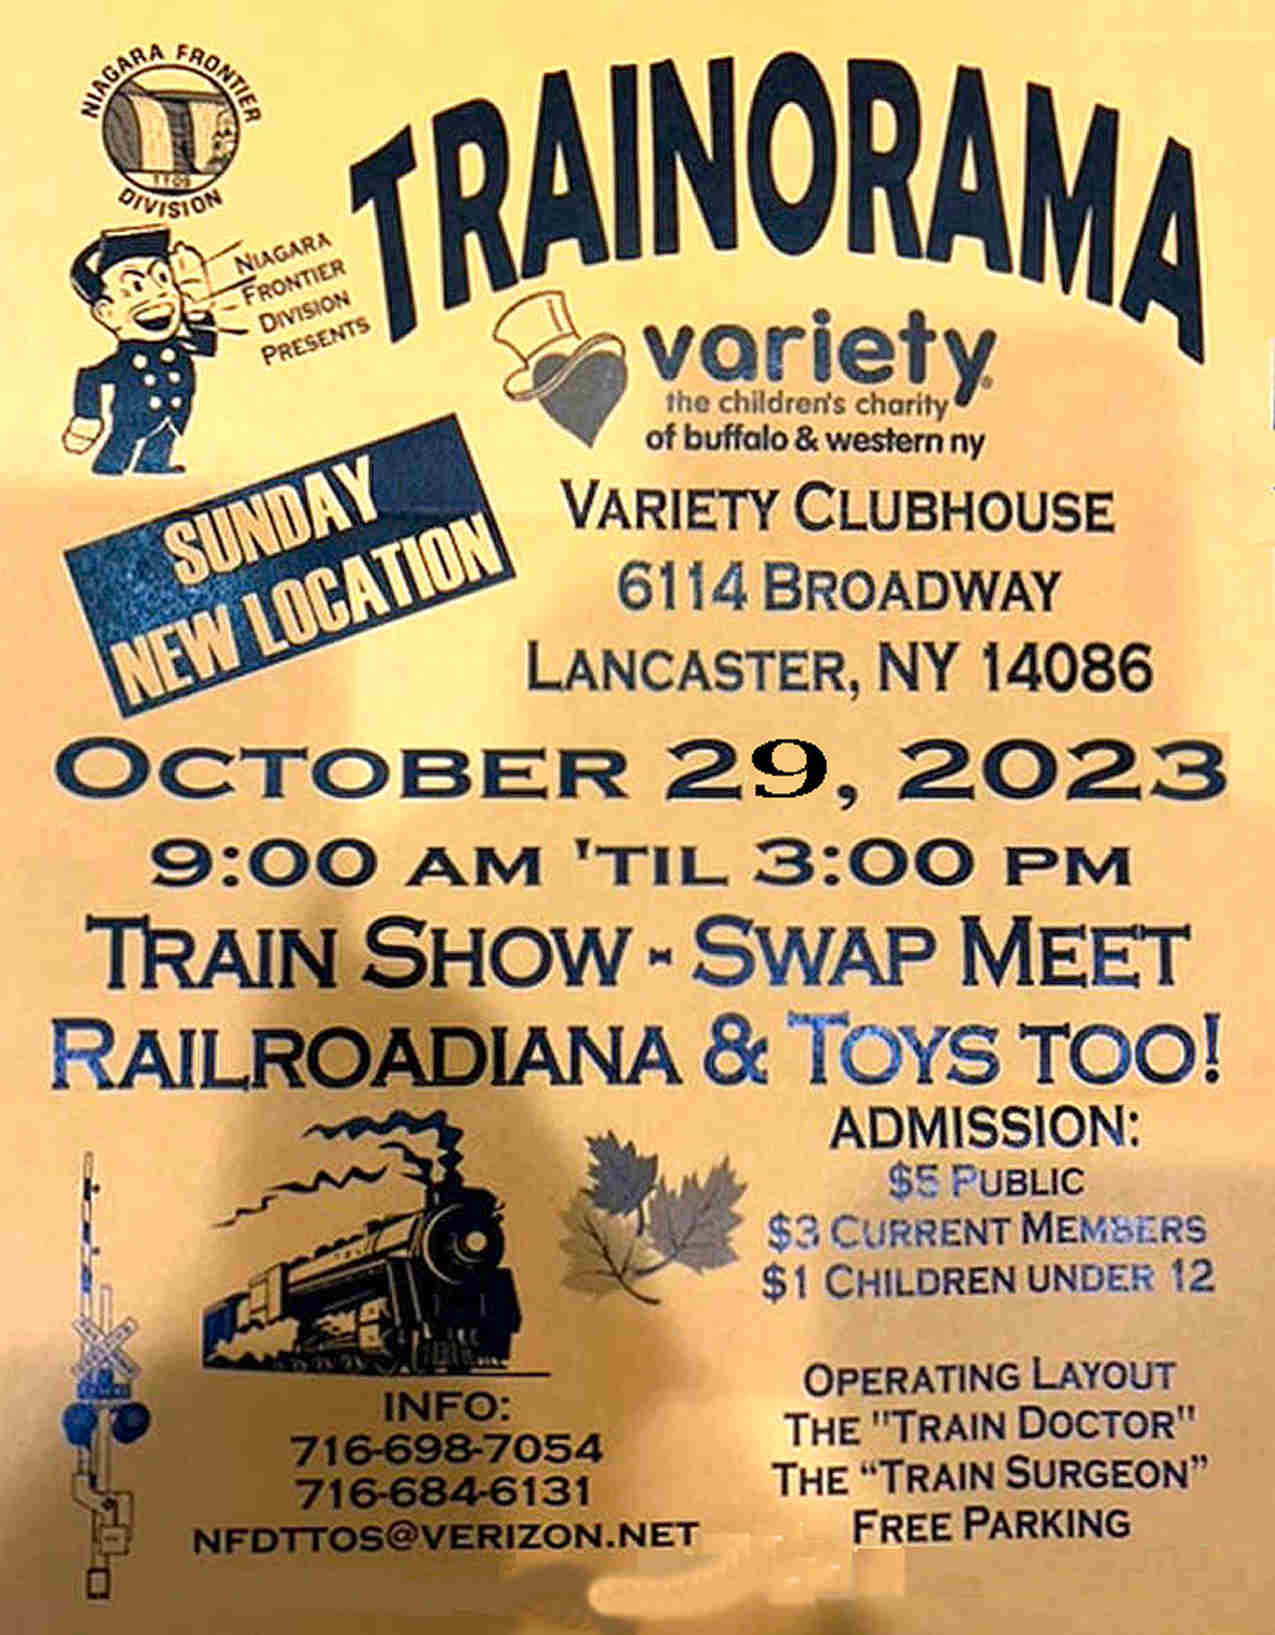 NIAGARA FRONTIER
TTOS
DIVISION
TRAINORAMA
NIAGARA
FRONTIER
DIVISION
PRESENTS
variety
the children's charity
of buffalo & western ny
SUNDAY
NEW LOCATION
VARIETY CLUBHOUSE
6114 BROADWAY
LANCASTER, NY 14086
OCTOBER 29, 2023
9:00 AM 'TIL 3:00 PM
TRAIN SHOW - SWAP MEET
RAILROADIANA & TOYS TOO!
ADMISSION:
$5 PUBLIC
$3 CURRENT MEMBERS
$1 CHILDREN UNDER 12
INFO:
716-698-7054
716-684-6131
NFDTTOS@VERIZON.NET
OPERATING LAYOUT
THE "TRAIN DOCTOR"
THE “TRAIN SURGEON”
FREE PARKING